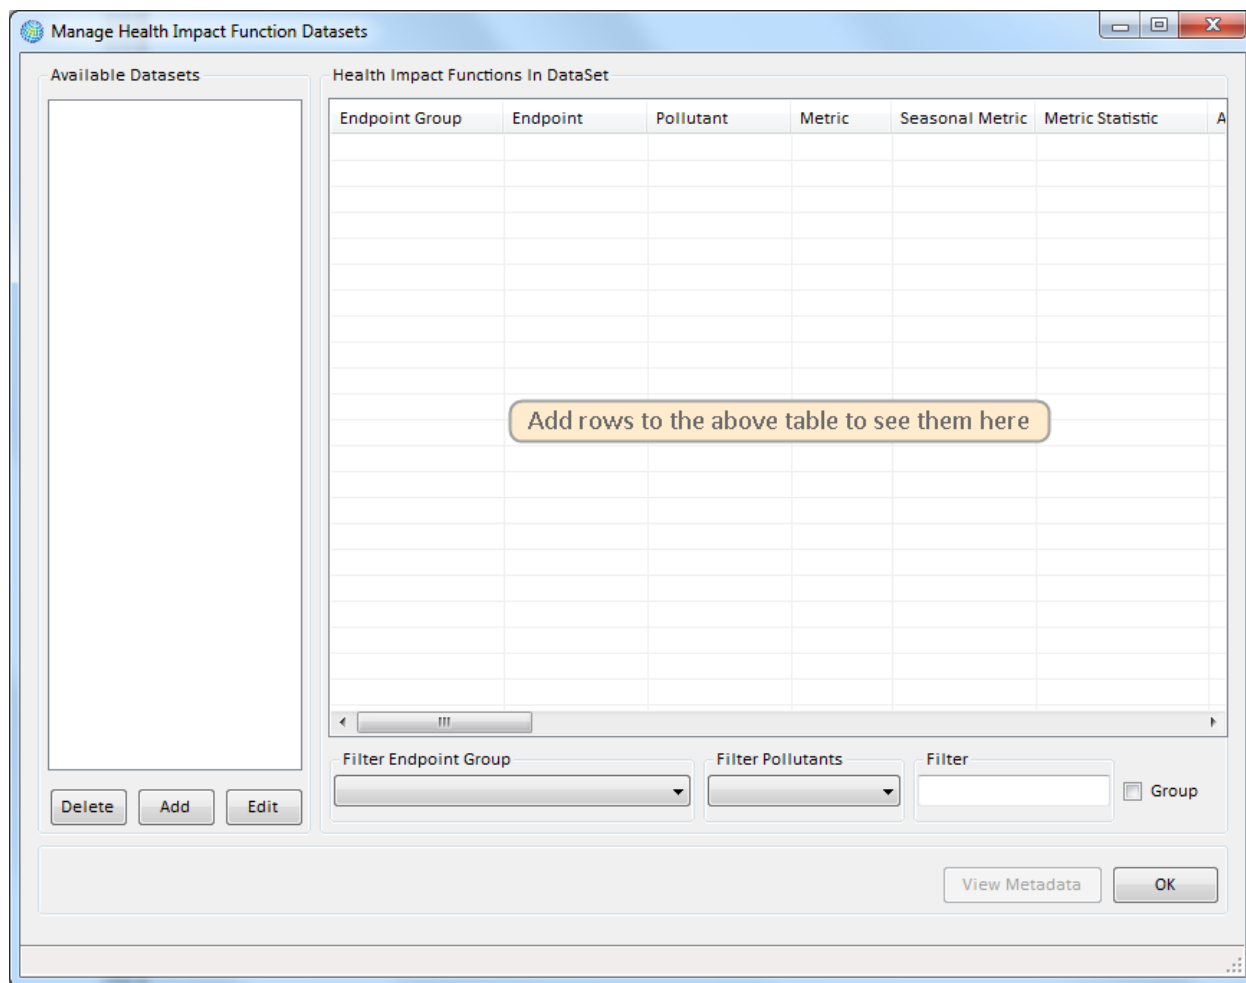 Manage Health Impact Function Datasets
Available Datasets
Health Impact Functions In DataSet
Endpoint Group Endpoint Pollutant Metric Seasonal Metric Metric Statistic A
Add rows to the above table to see them here
Filter Endpoint Group Filter Pollutants Filter
Delete Add Edit
Group
View Metadata OK